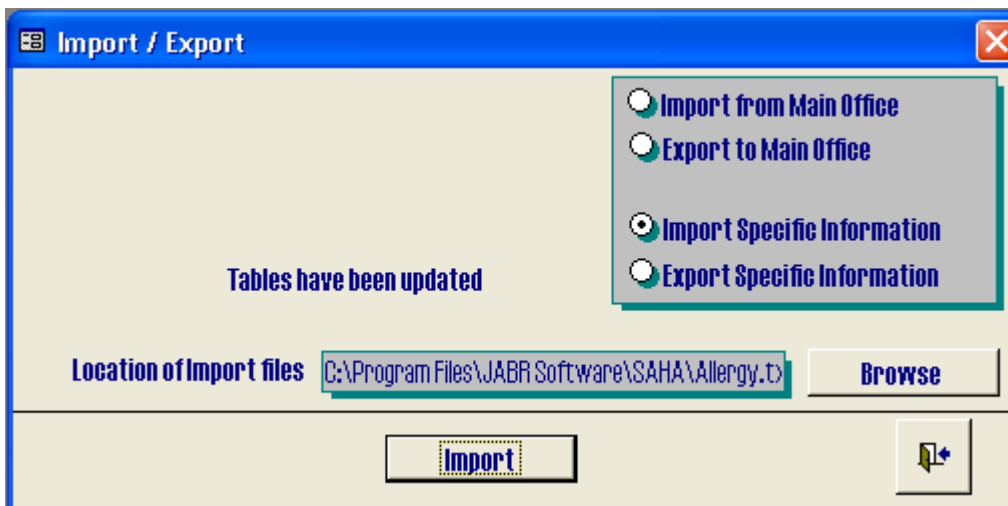 Import / Export
Import from Main Office
Export to Main Office
Import Specific Information
Export Specific Information
Tables have been updated
Location of Import files
C:\Program Files\JABR Software\SAHA\Allergy.t
Browse
Import